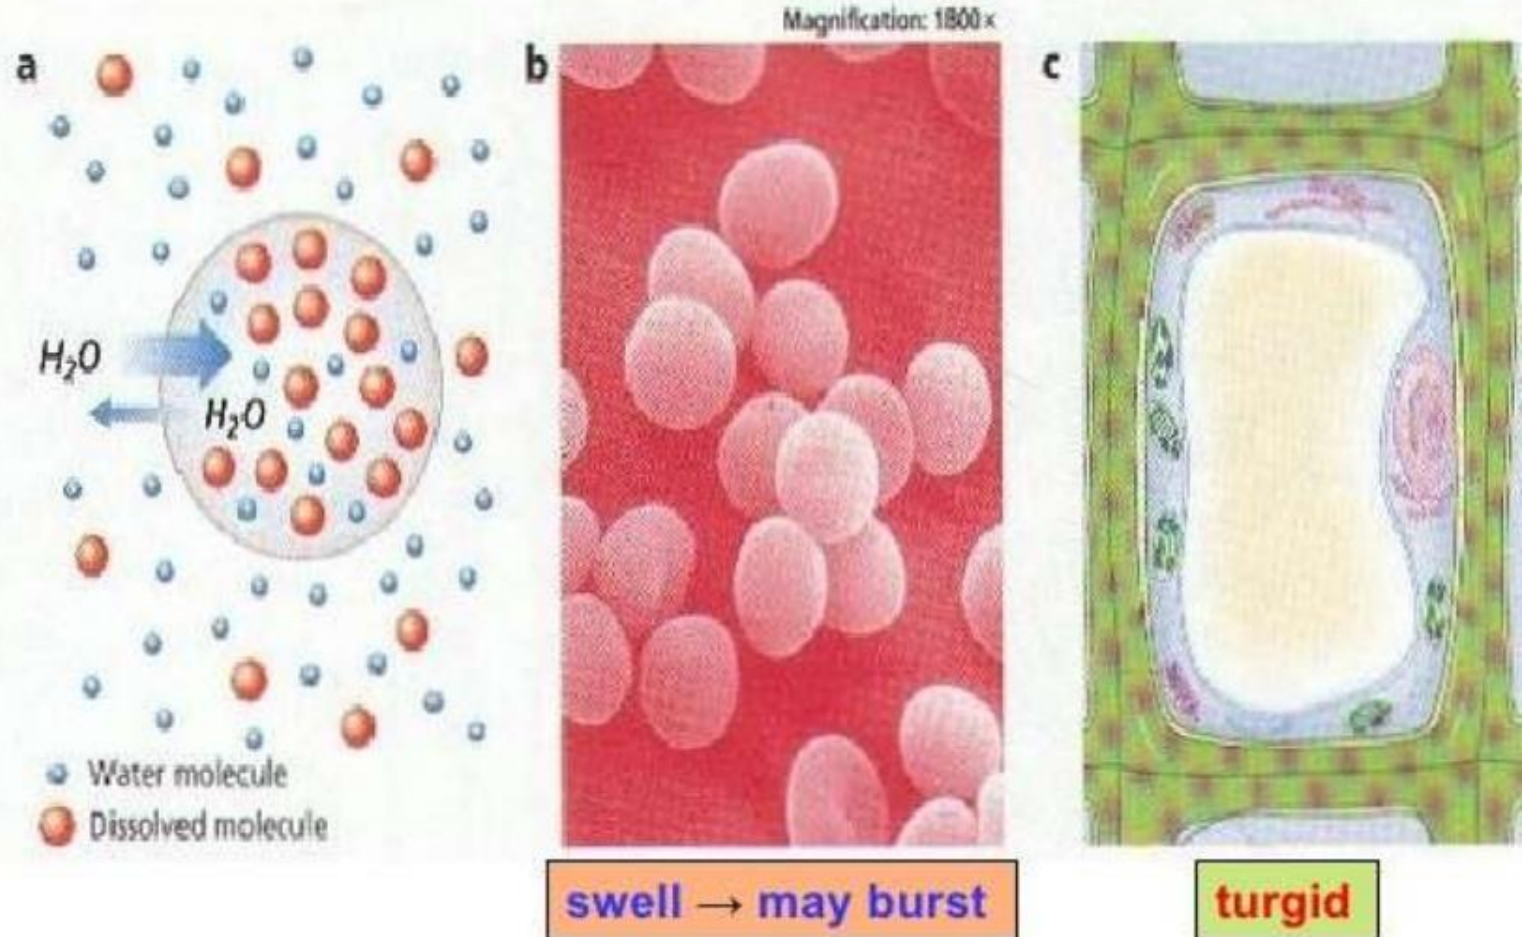 Magnification: 1800×
a
b
c
H₂O
H₂O
Water molecule
Dissolved molecule
swell → may burst
turgid